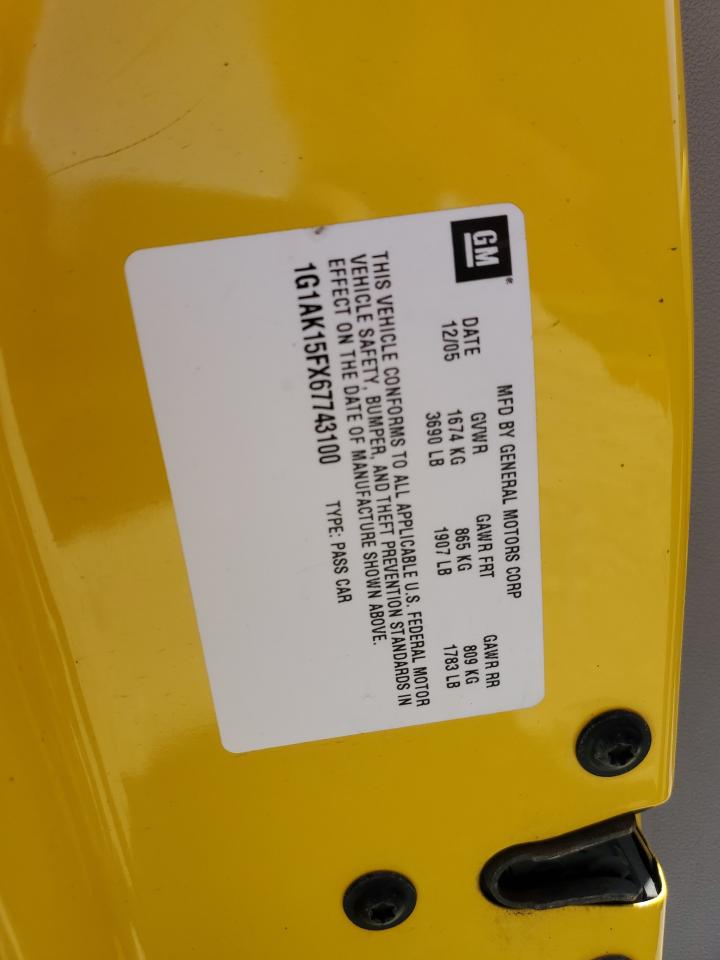 GM®
MFD BY GENERAL MOTORS CORP
DATE GVWR GAWR FRT GAWR RR
12/05 1674 KG 865 KG 809 KG
3690 LB 1907 LB 1783 LB
THIS VEHICLE CONFORMS TO ALL APPLICABLE U.S. FEDERAL MOTOR
VEHICLE SAFETY, BUMPER, AND THEFT PREVENTION STANDARDS IN
EFFECT ON THE DATE OF MANUFACTURE SHOWN ABOVE.
1G1AK15FX67743100 TYPE: PASS CAR